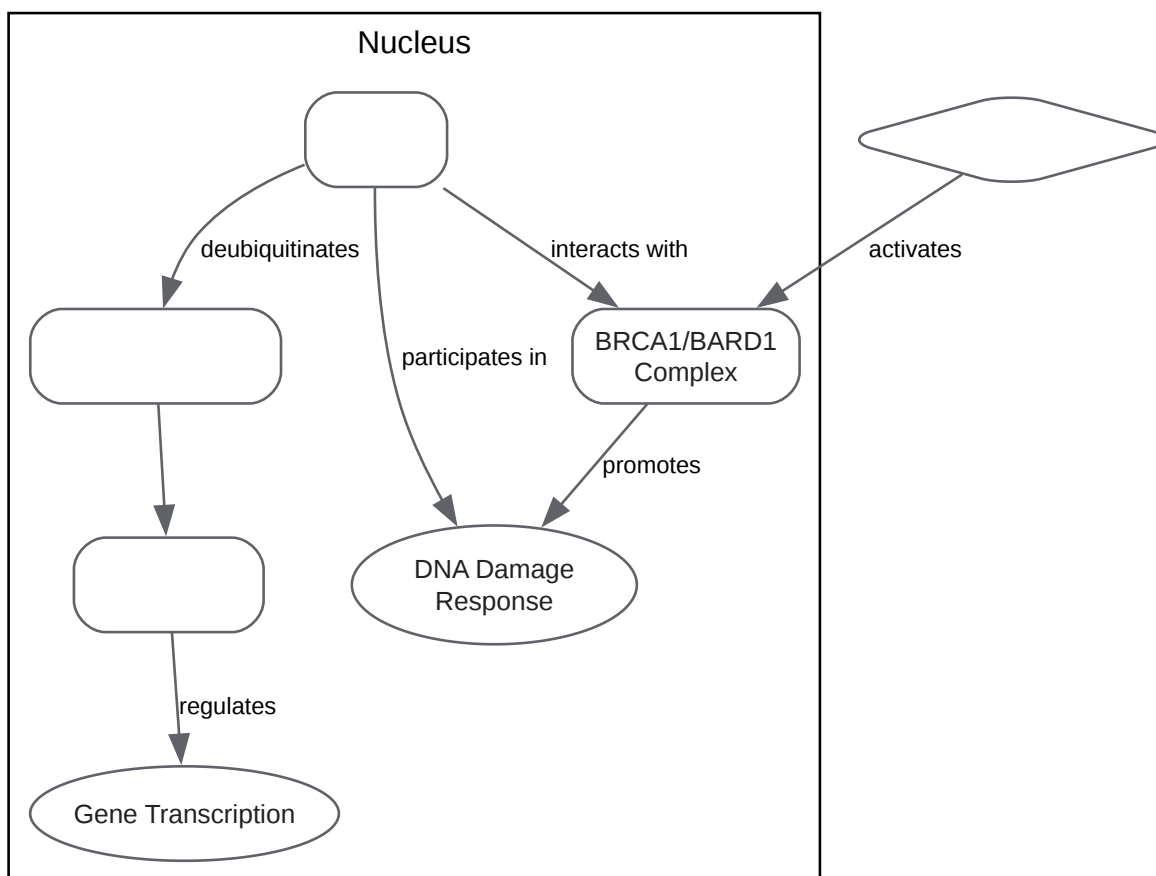 Nucleus
deubiquitinates
interacts with
activates
participates in
BRCA1/BARD1
Complex
promotes
DNA Damage
Response
regulates
Gene Transcription